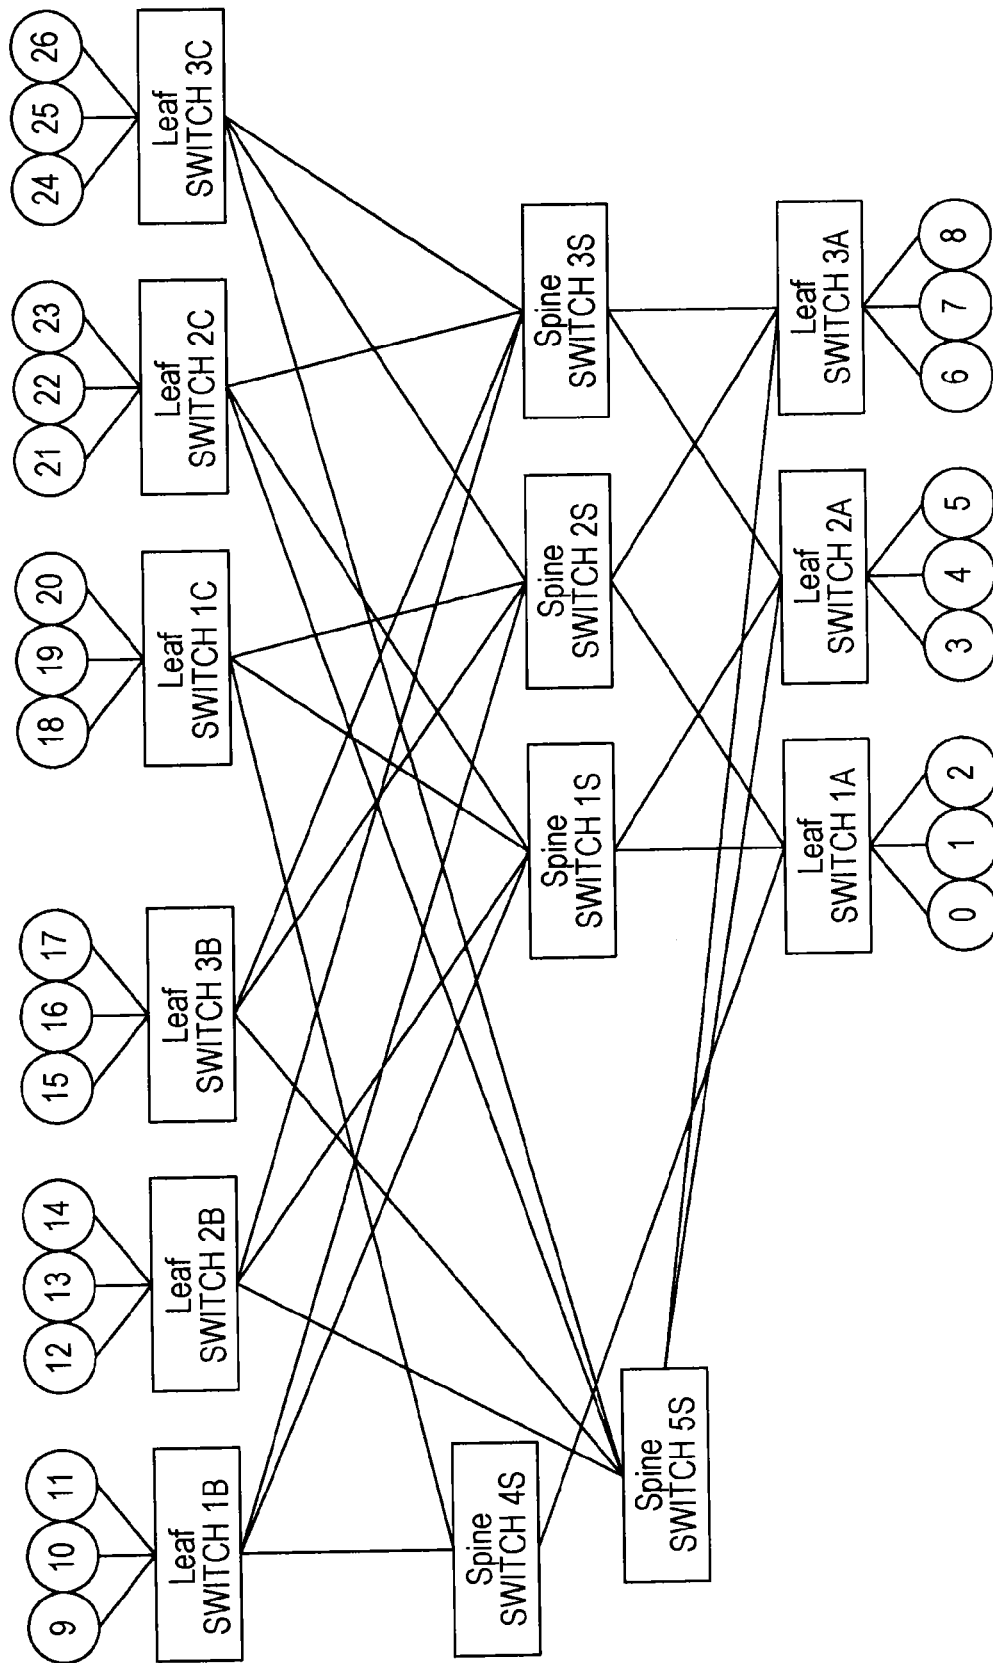 9 10 11
12 13 14
15 16 17
18 19 20
21 22 23
24 25 26
Leaf
SWITCH 1B
Leaf
SWITCH 2B
Leaf
SWITCH 3B
Leaf
SWITCH 1C
Leaf
SWITCH 2C
Leaf
SWITCH 3C
Spine
SWITCH 4S
Spine
SWITCH 5S
Spine
SWITCH 1S
Spine
SWITCH 2S
Spine
SWITCH 3S
Leaf
SWITCH 1A
Leaf
SWITCH 2A
Leaf
SWITCH 3A
0 1 2
3 4 5
6 7 8